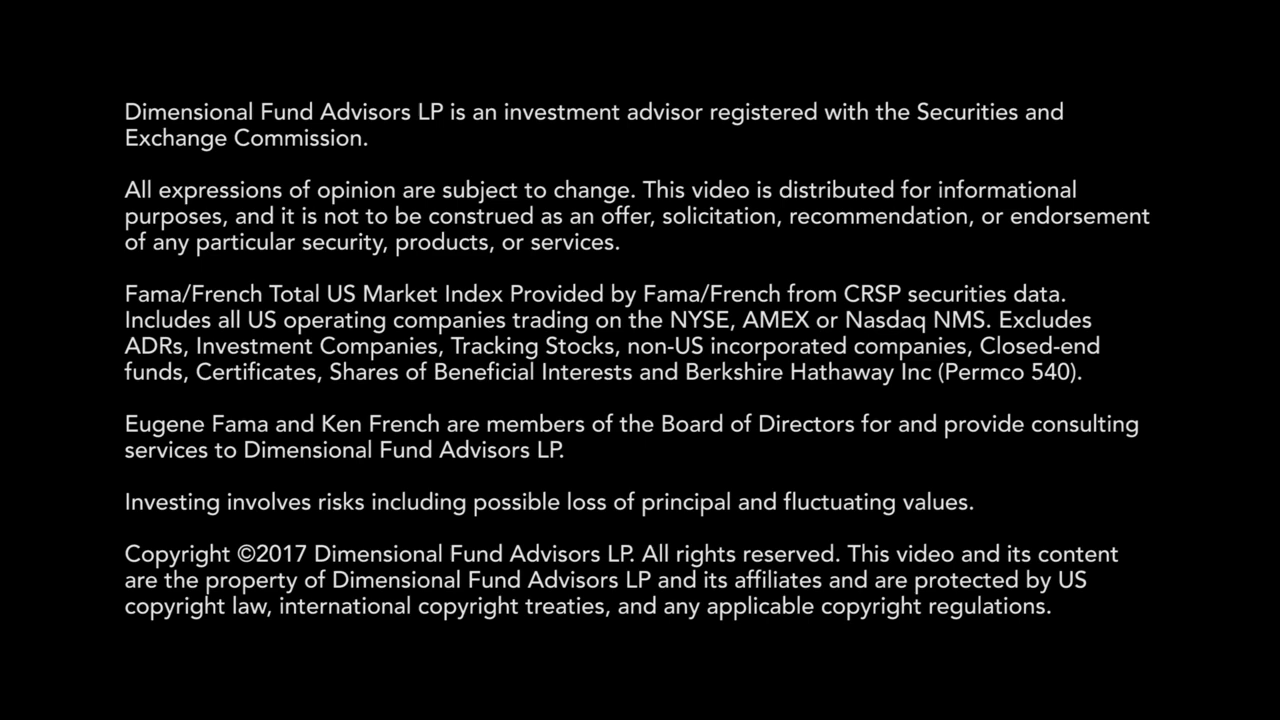 Dimensional Fund Advisors LP is an investment advisor registered with the Securities and
Exchange Commission.
All expressions of opinion are subject to change. This video is distributed for informational
purposes, and it is not to be construed as an offer, solicitation, recommendation, or endorsement
of any particular security, products, or services.
Fama/French Total US Market Index Provided by Fama/French from CRSP securities data.
Includes all US operating companies trading on the NYSE, AMEX or Nasdaq NMS. Excludes
ADRs, Investment Companies, Tracking Stocks, non-US incorporated companies, Closed-end
funds, Certificates, Shares of Beneficial Interests and Berkshire Hathaway Inc (Permco 540).
Eugene Fama and Ken French are members of the Board of Directors for and provide consulting
services to Dimensional Fund Advisors LP.
Investing involves risks including possible loss of principal and fluctuating values.
Copyright ©2017 Dimensional Fund Advisors LP. All rights reserved. This video and its content
are the property of Dimensional Fund Advisors LP and its affiliates and are protected by US
copyright law, international copyright treaties, and any applicable copyright regulations.